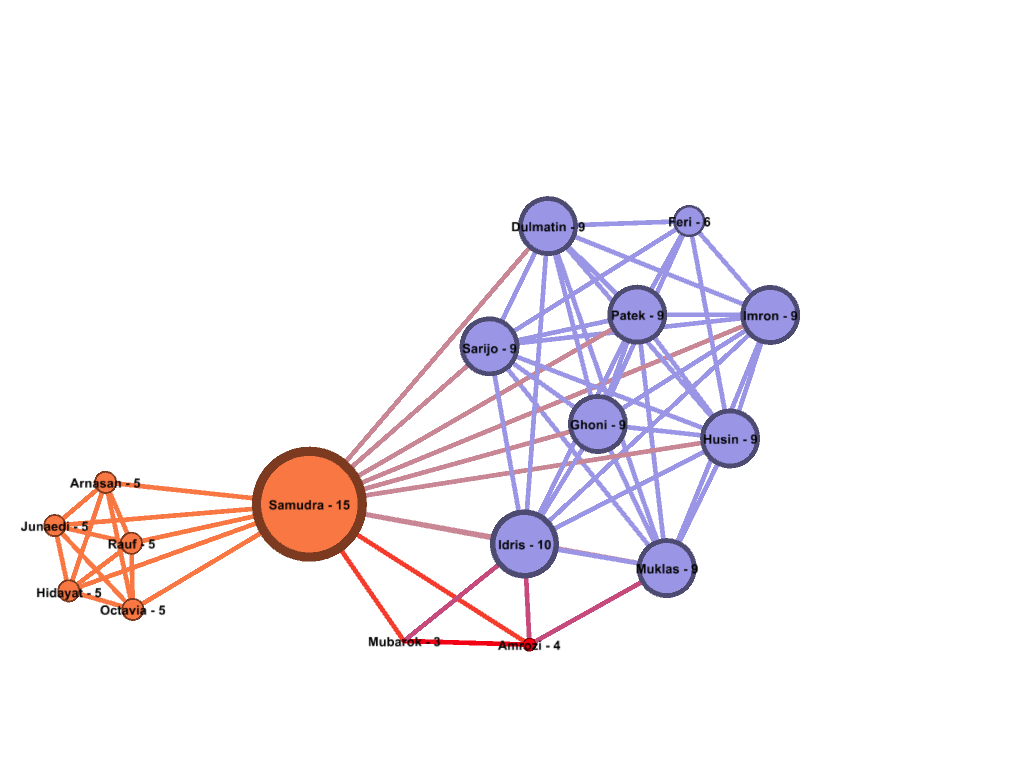 Dulmatin - 9
Feri - 6
Patek - 9
Imron - 9
Sarijo - 9
Ghoni - 9
Husin - 9
Arnasan - 5
Samudra - 15
Junaedi - 5
Rauf - 5
Idris - 10
Muklas - 9
Hidayat - 5
Octavia - 5
Mubarok - 3
Amrozi - 4